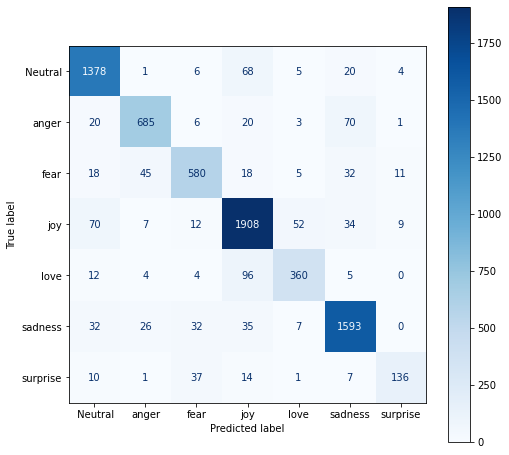 Neutral 1378 1 6 68 5 20 4
anger 20 685 6 20 3 70 1
fear 18 45 580 18 5 32 11
joy 70 7 12 1908 52 34 9
love 12 4 4 96 360 5 0
sadness 32 26 32 35 7 1593 0
surprise 10 1 37 14 1 7 136
Neutral anger fear joy love sadness surprise
Predicted label
True label
1750
1500
1250
1000
750
500
250
0